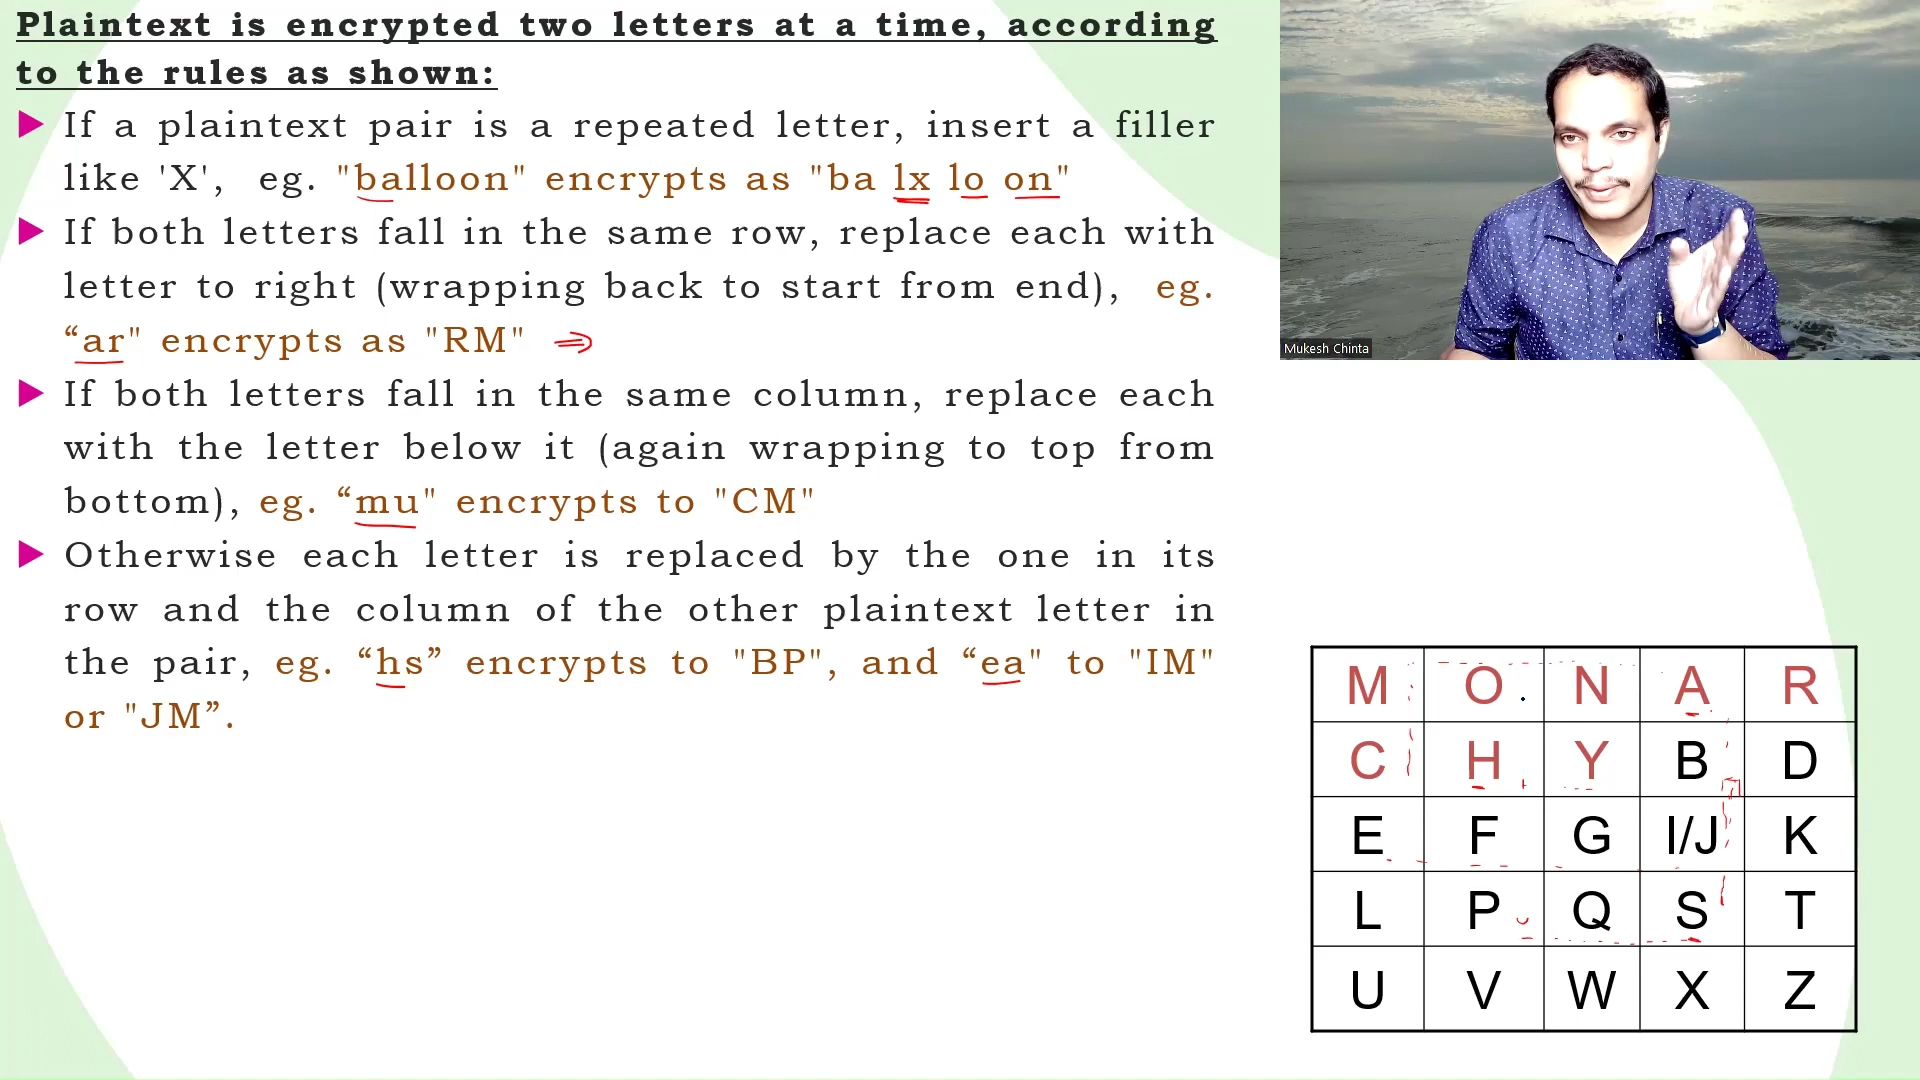 Plaintext is encrypted two letters at a time, according
to the rules as shown:
If a plaintext pair is a repeated letter, insert a filler
like 'X', eg. "balloon" encrypts as "ba lx lo on"
If both letters fall in the same row, replace each with
letter to right (wrapping back to start from end), eg.
“ar" encrypts as "RM"
If both letters fall in the same column, replace each
with the letter below it (again wrapping to top from
bottom), eg. “mu" encrypts to "CM"
Otherwise each letter is replaced by the one in its
row and the column of the other plaintext letter in
the pair, eg. “hs” encrypts to "BP", and “ea" to "IM"
or "JM”.
Mukesh Chinta
M O N A R
C H Y B D
E F G I/J K
L P Q S T
U V W X Z